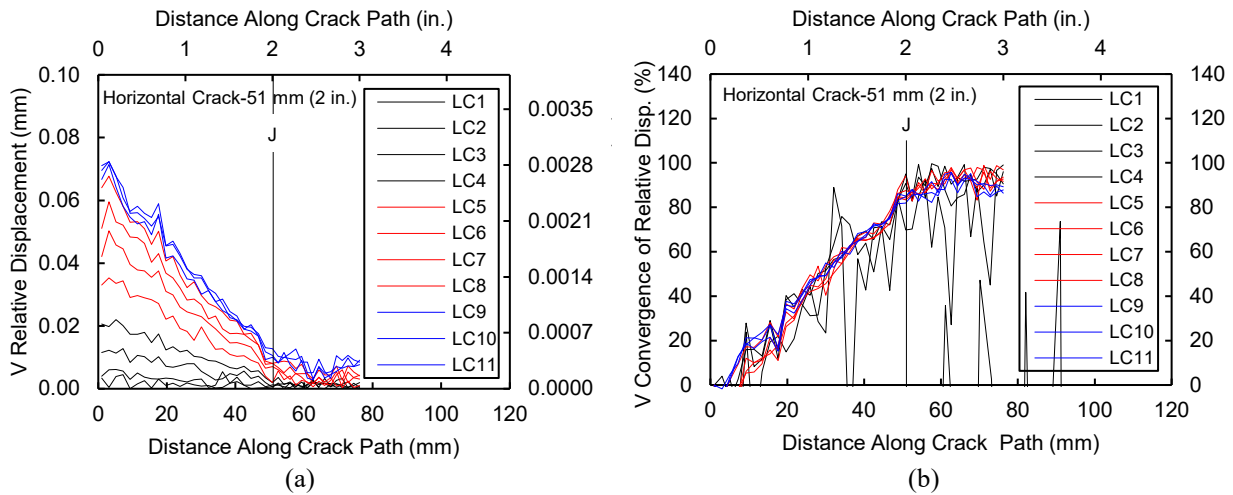 Distance Along Crack Path (in.)
0 1 2 3 4
V Relative Displacement (mm)
0.10
0.08
0.06
0.04
0.02
0.00
Horizontal Crack-51 mm (2 in.)
J
LC1
LC2
LC3
LC4
LC5
LC6
LC7
LC8
LC9
LC10
LC11
0.0035
0.0028
0.0021
0.0014
0.0007
0.0000
0 20 40 60 80 100 120
Distance Along Crack Path (mm)
(a)
Distance Along Crack Path (in.)
0 1 2 3 4
V Convergence of Relative Disp. (%)
140
120
100
80
60
40
20
0
Horizontal Crack-51 mm (2 in.)
J
LC1
LC2
LC3
LC4
LC5
LC6
LC7
LC8
LC9
LC10
LC11
140
120
100
80
60
40
20
0
0 20 40 60 80 100 120
Distance Along Crack Path (mm)
(b)